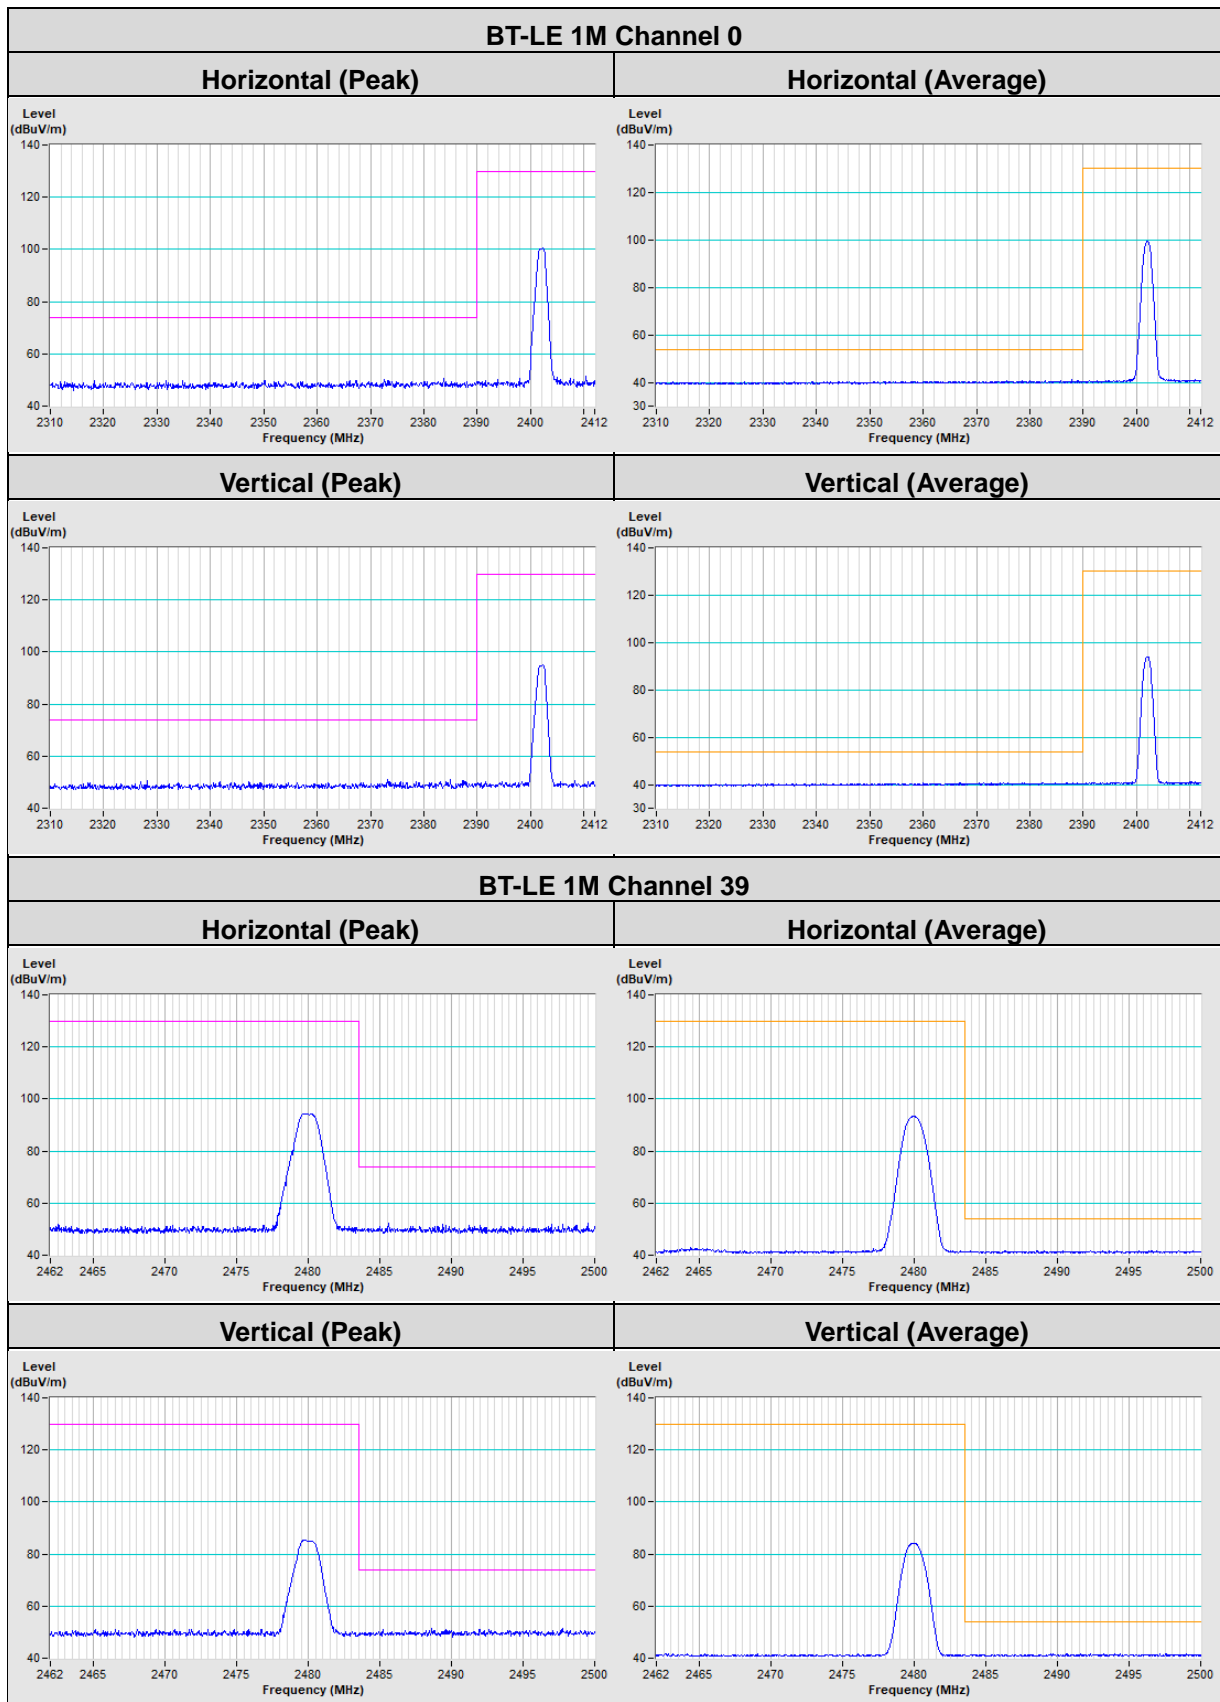 BT-LE 1M Channel 0
Horizontal (Peak)
Horizontal (Average)
Level
(dBuV/m)
140
120
100
80
60
40
2310 2320 2330 2340 2350 2360 2370 2380 2390 2400 2412
Frequency (MHz)
Level
(dBuV/m)
140
120
100
80
60
40
30
2310 2320 2330 2340 2350 2360 2370 2380 2390 2400 2412
Frequency (MHz)
Vertical (Peak)
Vertical (Average)
Level
(dBuV/m)
140
120
100
80
60
40
2310 2320 2330 2340 2350 2360 2370 2380 2390 2400 2412
Frequency (MHz)
Level
(dBuV/m)
140
120
100
80
60
40
30
2310 2320 2330 2340 2350 2360 2370 2380 2390 2400 2412
Frequency (MHz)
BT-LE 1M Channel 39
Horizontal (Peak)
Horizontal (Average)
Level
(dBuV/m)
140
120
100
80
60
40
2462 2465 2470 2475 2480 2485 2490 2495 2500
Frequency (MHz)
Level
(dBuV/m)
140
120
100
80
60
40
2462 2465 2470 2475 2480 2485 2490 2495 2500
Frequency (MHz)
Vertical (Peak)
Vertical (Average)
Level
(dBuV/m)
140
120
100
80
60
40
2462 2465 2470 2475 2480 2485 2490 2495 2500
Frequency (MHz)
Level
(dBuV/m)
140
120
100
80
60
40
2462 2465 2470 2475 2480 2485 2490 2495 2500
Frequency (MHz)